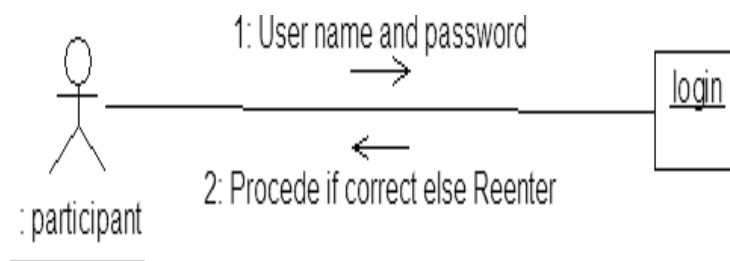 1: User name and password
login
2: Procede if correct else Reenter
: participant